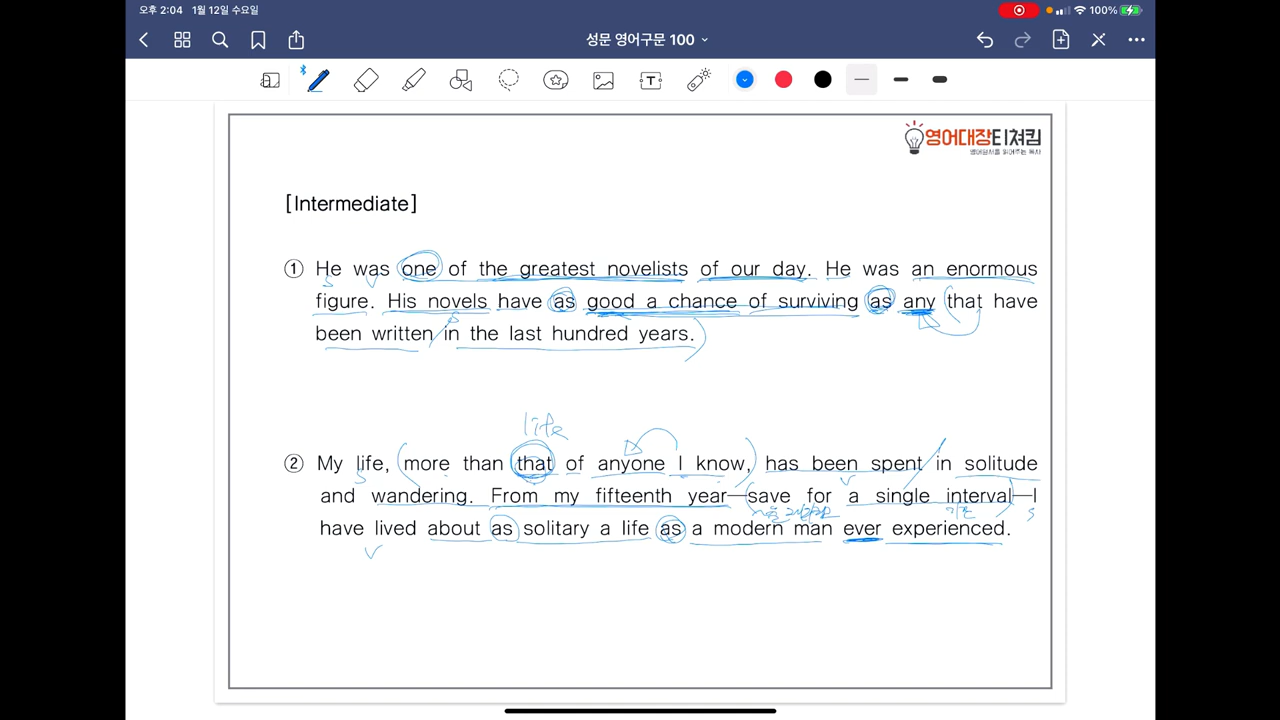 오후 2:04 1월 12일 수요일
100%
성문 영어구문 100
영어대장티쳐킴
[Intermediate]
① He was one of the greatest novelists of our day. He was an enormous
figure. His novels have as good a chance of surviving as any that have
been written in the last hundred years.
life
② My life, (more than that of anyone I know,) has been spent in solitude
and wandering. From my fifteenth year—(save for a single interval)—I
have lived about as solitary a life as a modern man ever experienced.